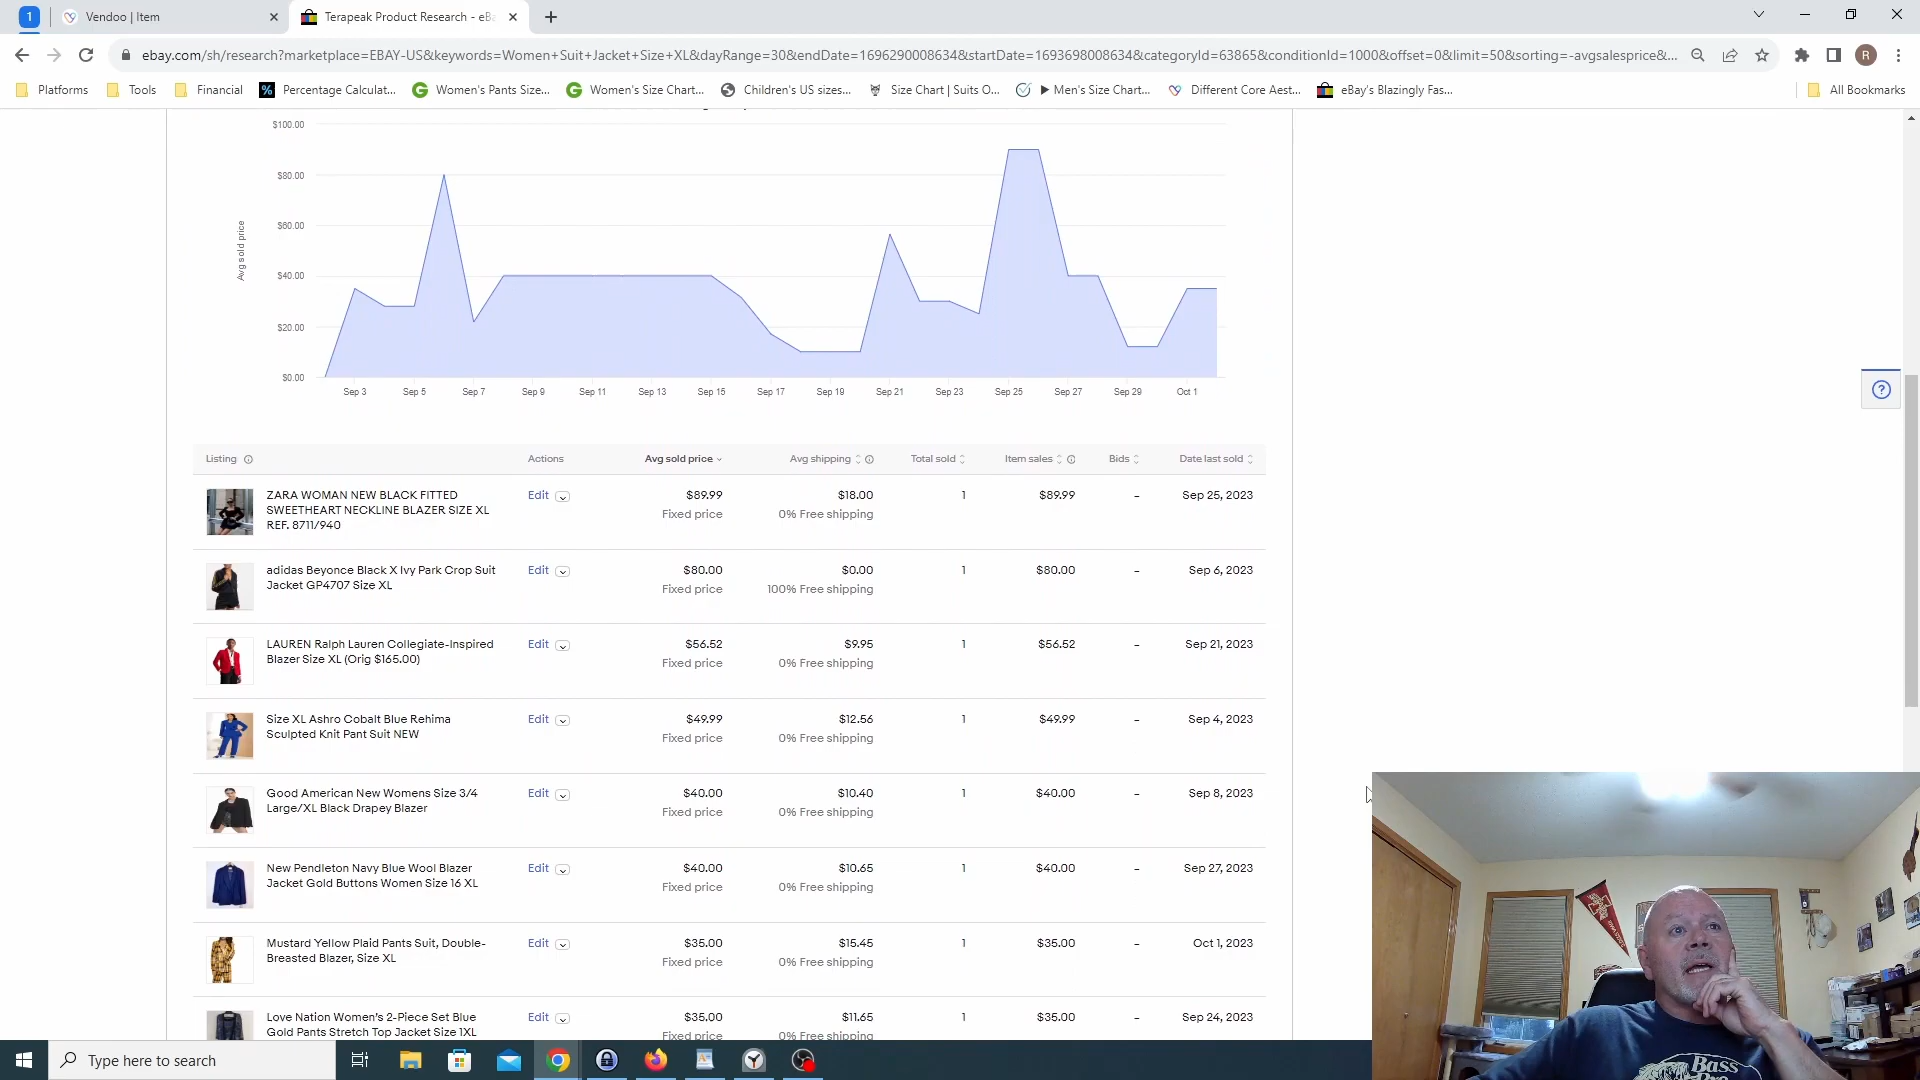 1
Vendoo | Item
Terapeak Product Research - eB
ebay.com/sh/research?marketplace=EBAY-US&keywords=Women+Suit+Jacket+Size+XL&dayRange=30&endDate=1696290008634&startDate=1693698008634&categoryId=63865&conditionId=1000&offset=0&limit=50&sorting=-avgsalesprice&...
R
Platforms Tools Financial Percentage Calculat... Women's Pants Size... Women's Size Chart... Children's US sizes... Size Chart | Suits O... ▶ Men's Size Chart... Different Core Aest... eBay's Blazingly Fas... All Bookmarks
$100.00
$80.00
$60.00
$40.00
$20.00
$0.00
Avg sold price
Sep 3 Sep 5 Sep 7 Sep 9 Sep 11 Sep 13 Sep 15 Sep 17 Sep 19 Sep 21 Sep 23 Sep 25 Sep 27 Sep 29 Oct 1
Listing Actions Avg sold price Avg shipping Total sold Item sales Bids Date last sold
ZARA WOMAN NEW BLACK FITTED Edit $89.99 $18.00 1 $89.99 - Sep 25, 2023
SWEETHEART NECKLINE BLAZER SIZE XL Fixed price 0% Free shipping
REF. 8711/940
adidas Beyonce Black X Ivy Park Crop Suit Edit $80.00 $0.00 1 $80.00 - Sep 6, 2023
Jacket GP4707 Size XL Fixed price 100% Free shipping
LAUREN Ralph Lauren Collegiate-Inspired Edit $56.52 $9.95 1 $56.52 - Sep 21, 2023
Blazer Size XL (Orig $165.00) Fixed price 0% Free shipping
Size XL Ashro Cobalt Blue Rehima Edit $49.99 $12.56 1 $49.99 - Sep 4, 2023
Sculpted Knit Pant Suit NEW Fixed price 0% Free shipping
Good American New Womens Size 3/4 Edit $40.00 $10.40 1 $40.00 - Sep 8, 2023
Large/XL Black Drapey Blazer Fixed price 0% Free shipping
New Pendleton Navy Blue Wool Blazer Edit $40.00 $10.65 1 $40.00 - Sep 27, 2023
Jacket Gold Buttons Women Size 16 XL Fixed price 0% Free shipping
Mustard Yellow Plaid Pants Suit, Double- Edit $35.00 $15.45 1 $35.00 - Oct 1, 2023
Breasted Blazer, Size XL Fixed price 0% Free shipping
Love Nation Women's 2-Piece Set Blue Edit $35.00 $11.65 1 $35.00 - Sep 24, 2023
Gold Pants Stretch Top Jacket Size 1XL Fixed price 0% Free shipping
Type here to search
Bass
Pro